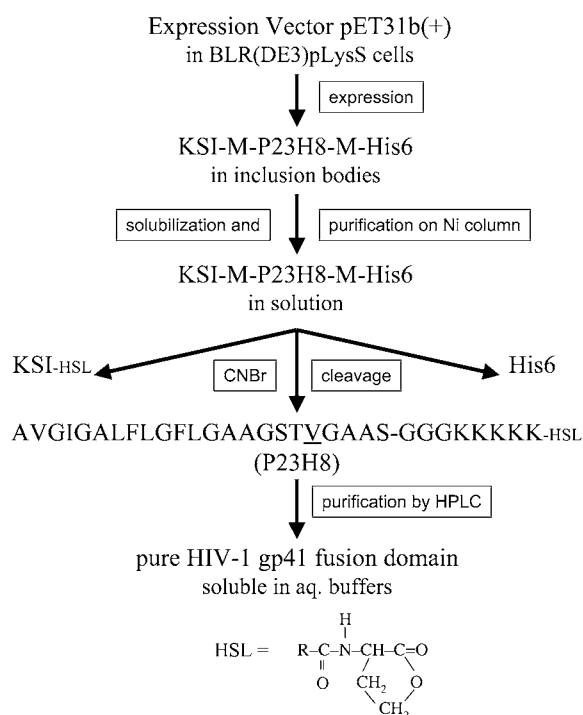 Expression Vector pET31b(+)
in BLR(DE3)pLysS cells
expression
KSI-M-P23H8-M-His6
in inclusion bodies
solubilization and
purification on Ni column
KSI-M-P23H8-M-His6
in solution
KSI-HSL
CNBr
cleavage
His6
AVGIGALFLGFLGAAGSTVGAAS-GGGKKKKK-HSL
(P23H8)
purification by HPLC
pure HIV-1 gp41 fusion domain
soluble in aq. buffers
H
HSL = R-C-N-CH-C=O
O CH2 O
CH2